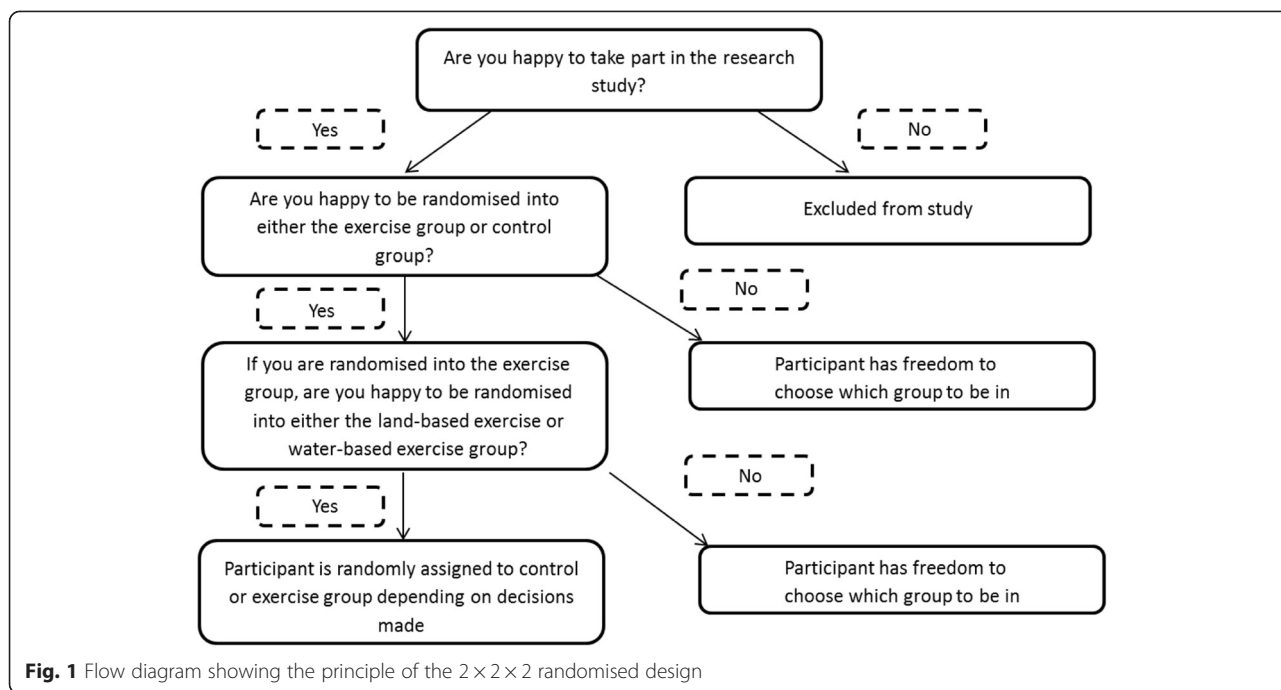 Are you happy to take part in the research
study?
Yes
No
Are you happy to be randomised into
either the exercise group or control
group?
Excluded from study
Yes
No
If you are randomised into the exercise
group, are you happy to be randomised
into either the land-based exercise or
water-based exercise group?
Participant has freedom to
choose which group to be in
Yes
No
Participant is randomly assigned to control
or exercise group depending on decisions
made
Participant has freedom to
choose which group to be in
Fig. 1 Flow diagram showing the principle of the 2 × 2 × 2 randomised design